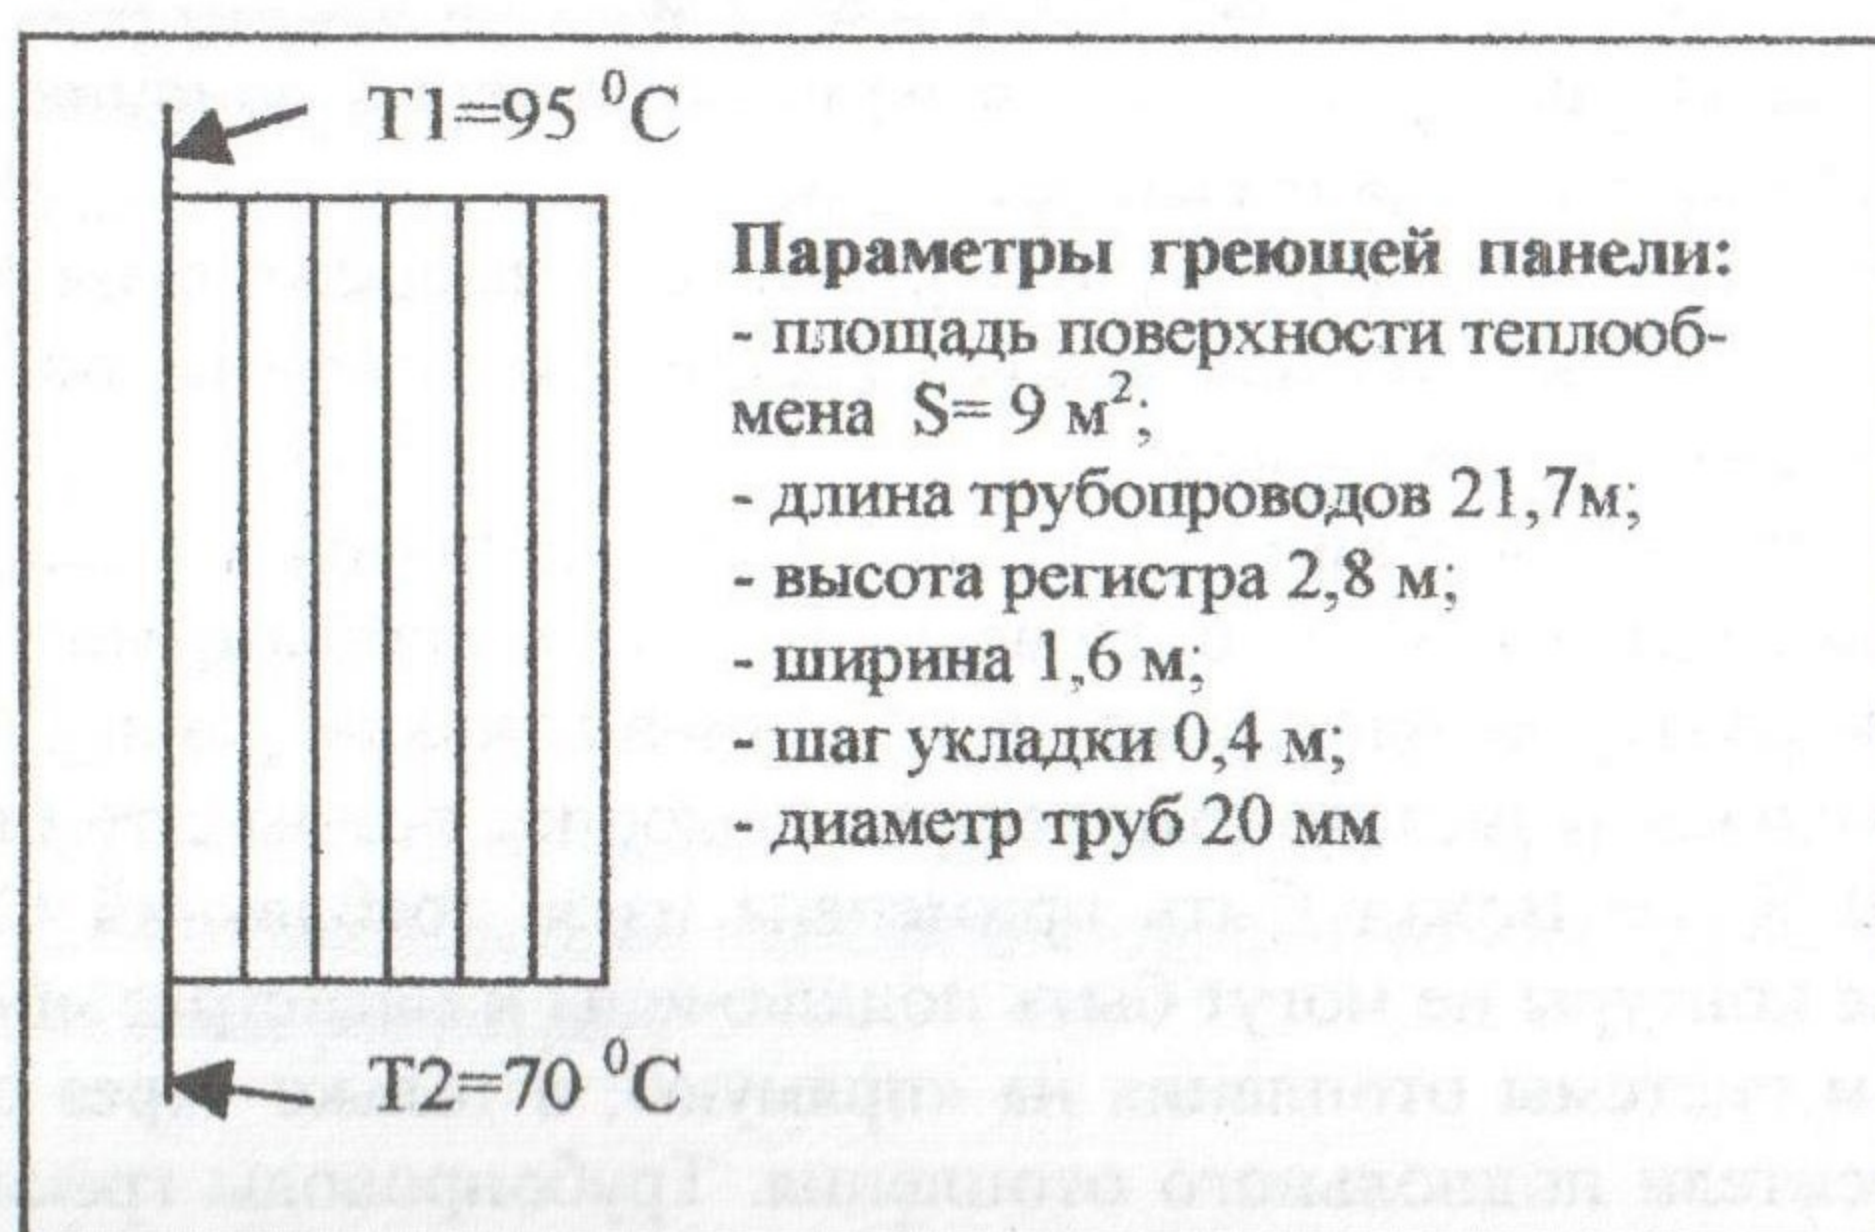 T1=95 ⁰C
Параметры греющей панели:
- площадь поверхности теплооб-
мена S= 9 м²;
- длина трубопроводов 21,7м;
- высота регистра 2,8 м;
- ширина 1,6 м;
- шаг укладки 0,4 м;
- диаметр труб 20 мм
T2=70 ⁰C